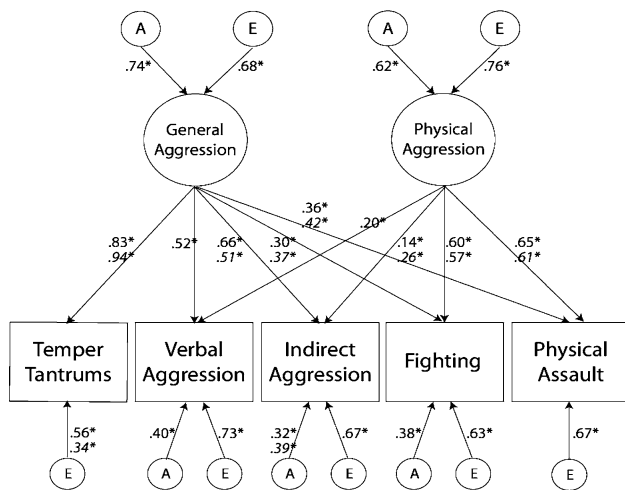 A
E
A
E
.74*
.68*
.62*
.76*
General
Aggression
Physical
Aggression
.36*
.42*
.20*
.83*
.94*
.52*
.66*
.51*
.30*
.37*
.14*
.26*
.60*
.57*
.65*
.61*
Temper
Tantrums
Verbal
Aggression
Indirect
Aggression
Fighting
Physical
Assault
.56*
.34*
.40*
.73*
.32*
.39*
.67*
.38*
.63*
.67*
E
A
E
A
E
A
E
E